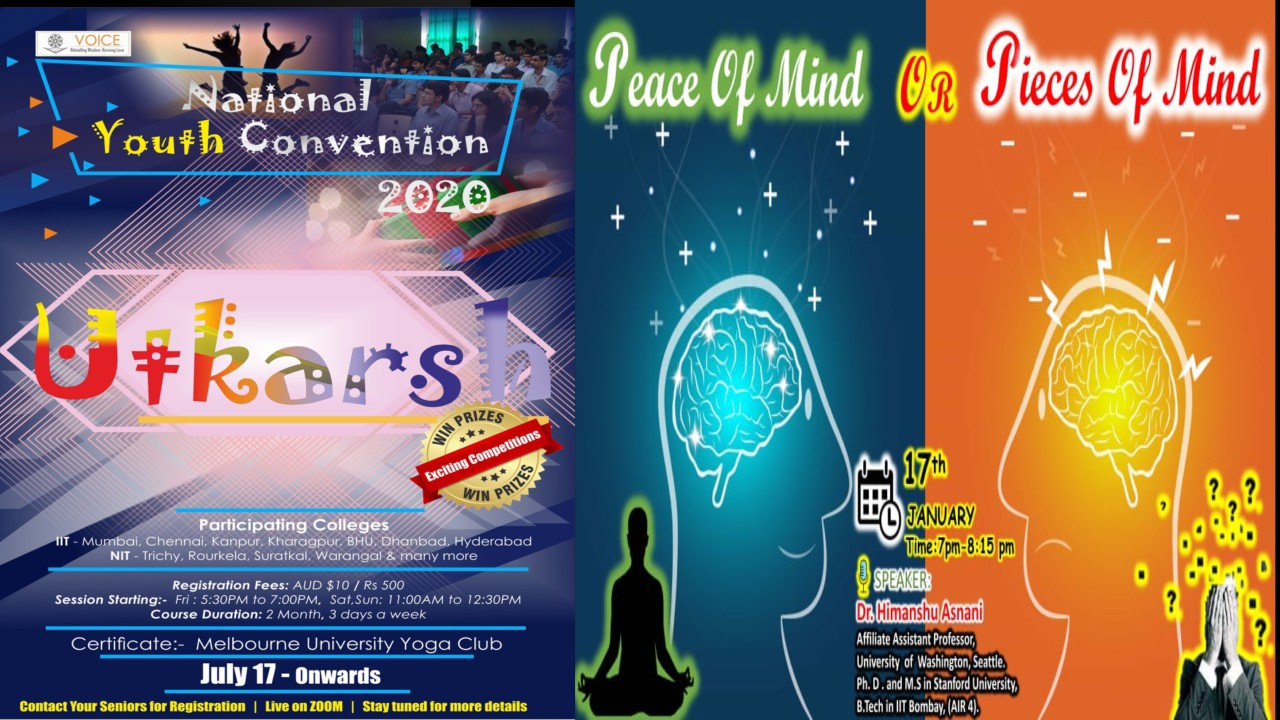 VOICE
Rekindling Wisdom, Reviving Love
National
Youth Convention
2020
Utkarsh
WIN PRIZES
Exciting Competitions
WIN PRIZES
Participating Colleges
IIT - Mumbai, Chennai, Kanpur, Kharagpur, BHU, Dhanbad, Hyderabad
NIT - Trichy, Rourkela, Suratkal, Warangal & many more
Registration Fees: AUD $10 / Rs 500
Session Starting:- Fri : 5:30PM to 7:00PM, Sat,Sun: 11:00AM to 12:30PM
Course Duration: 2 Month, 3 days a week
Certificate:- Melbourne University Yoga Club
July 17 - Onwards
Contact Your Seniors for Registration | Live on ZOOM | Stay tuned for more details
Peace Of Mind OR Pieces Of Mind
17th
JANUARY
Time:7pm-8:15 pm
SPEAKER:
Dr. Himanshu Asnani
Affiliate Assistant Professor,
University of Washington, Seattle.
Ph. D . and M.S in Stanford University,
B.Tech in IIT Bombay, (AIR 4).